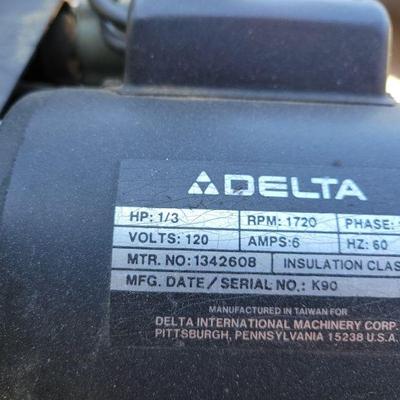 DELTA
HP: 1/3 RPM: 1720 PHASE:
VOLTS: 120 AMPS: 6 HZ: 60
MTR. NO: 1342608 INSULATION CLAS
MFG. DATE / SERIAL NO.: K90
MANUFACTURED IN TAIWAN FOR
DELTA INTERNATIONAL MACHINERY CORP.
PITTSBURGH, PENNSYLVANIA 15238 U.S.A.